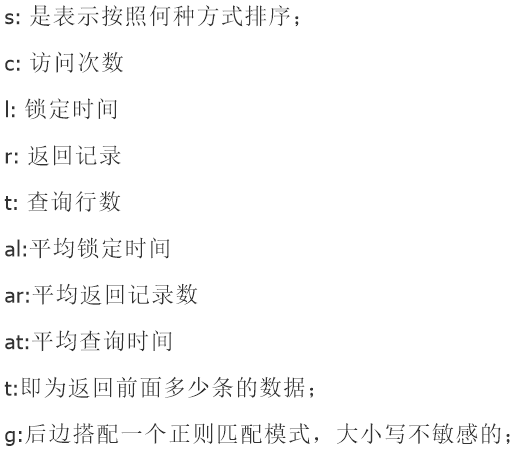 s: 是表示按照何种方式排序；
c: 访问次数
l: 锁定时间
r: 返回记录
t: 查询行数
al:平均锁定时间
ar:平均返回记录数
at:平均查询时间
t:即为返回前面多少条的数据；
g:后边搭配一个正则匹配模式，大小写不敏感的；